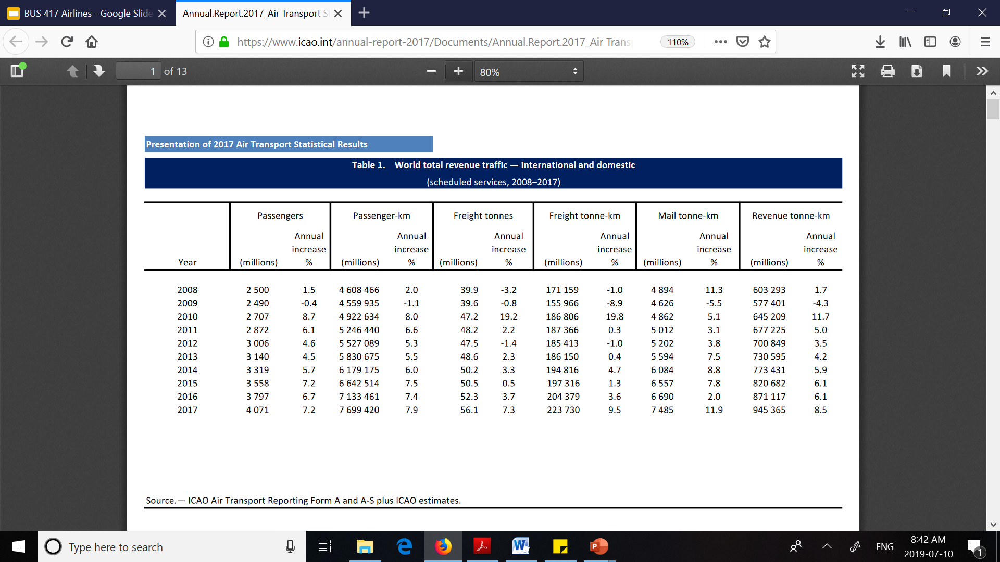 BUS 417 Airlines - Google Slide
Annual.Report.2017_Air Transport S
https://www.icao.int/annual-report-2017/Documents/Annual.Report.2017_Air Trans
110%
1 of 13
80%
Presentation of 2017 Air Transport Statistical Results
Table 1. World total revenue traffic — international and domestic
(scheduled services, 2008–2017)
Passengers Passenger-km Freight tonnes Freight tonne-km Mail tonne-km Revenue tonne-km
Annual Annual Annual Annual Annual Annual
increase increase increase increase increase increase
Year (millions) % (millions) % (millions) % (millions) % (millions) % (millions) %
2008 2 500 1.5 4 608 466 2.0 39.9 -3.2 171 159 -1.0 4 894 11.3 603 293 1.7
2009 2 490 -0.4 4 559 935 -1.1 39.6 -0.8 155 966 -8.9 4 626 -5.5 577 401 -4.3
2010 2 707 8.7 4 922 634 8.0 47.2 19.2 186 806 19.8 4 862 5.1 645 209 11.7
2011 2 872 6.1 5 246 440 6.6 48.2 2.2 187 366 0.3 5 012 3.1 677 225 5.0
2012 3 006 4.6 5 527 089 5.3 47.5 -1.4 185 413 -1.0 5 202 3.8 700 849 3.5
2013 3 140 4.5 5 830 675 5.5 48.6 2.3 186 150 0.4 5 594 7.5 730 595 4.2
2014 3 319 5.7 6 179 175 6.0 50.2 3.3 194 816 4.7 6 084 8.8 773 431 5.9
2015 3 558 7.2 6 642 514 7.5 50.5 0.5 197 316 1.3 6 557 7.8 820 682 6.1
2016 3 797 6.7 7 133 461 7.4 52.3 3.7 204 379 3.6 6 690 2.0 871 117 6.1
2017 4 071 7.2 7 699 420 7.9 56.1 7.3 223 730 9.5 7 485 11.9 945 365 8.5
Source.— ICAO Air Transport Reporting Form A and A-S plus ICAO estimates.
Type here to search
ENG
8:42 AM
2019-07-10
1